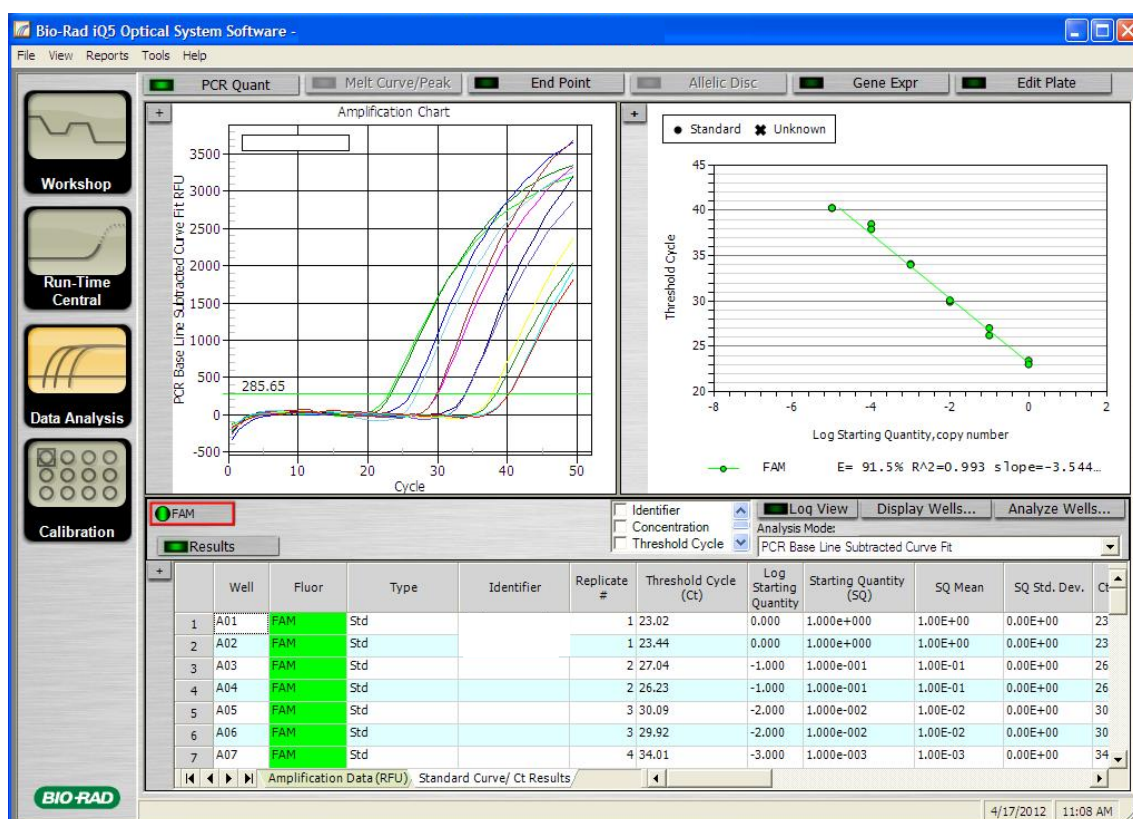 Bio-Rad iQ5 Optical System Software -
File View Reports Tools Help
PCR Quant Melt Curve/Peak End Point Allelic Disc Gene Expr Edit Plate
Workshop
Run-Time Central
Data Analysis
Calibration
BIO-RAD
+
Amplification Chart
PCR Base Line Subtracted Curve Fit RFU
3500
3000
2500
2000
1500
1000
500
0
-500
285.65
0 10 20 30 40 50
Cycle
+
Standard Unknown
Threshold Cycle
45
40
35
30
25
20
-8 -6 -4 -2 0 2
Log Starting Quantity, copy number
FAM E= 91.5% R^2=0.993 slope=-3.544...
FAM
Results
Identifier
Concentration
Threshold Cycle
Log View Display Wells... Analyze Wells...
Analysis Mode:
PCR Base Line Subtracted Curve Fit
+
Well Fluor Type Identifier Replicate # Threshold Cycle (Ct) Log Starting Quantity Starting Quantity (SQ) SQ Mean SQ Std. Dev. Ct
1 A01 FAM Std 1 23.02 0.000 1.000e+000 1.00E+00 0.00E+00 23
2 A02 FAM Std 1 23.44 0.000 1.000e+000 1.00E+00 0.00E+00 23
3 A03 FAM Std 2 27.04 -1.000 1.000e-001 1.00E-01 0.00E+00 26
4 A04 FAM Std 2 26.23 -1.000 1.000e-001 1.00E-01 0.00E+00 26
5 A05 FAM Std 3 30.09 -2.000 1.000e-002 1.00E-02 0.00E+00 30
6 A06 FAM Std 3 29.92 -2.000 1.000e-002 1.00E-02 0.00E+00 30
7 A07 FAM Std 4 34.01 -3.000 1.000e-003 1.00E-03 0.00E+00 34
Amplification Data (RFU) Standard Curve/ Ct Results
4/17/2012 11:08 AM